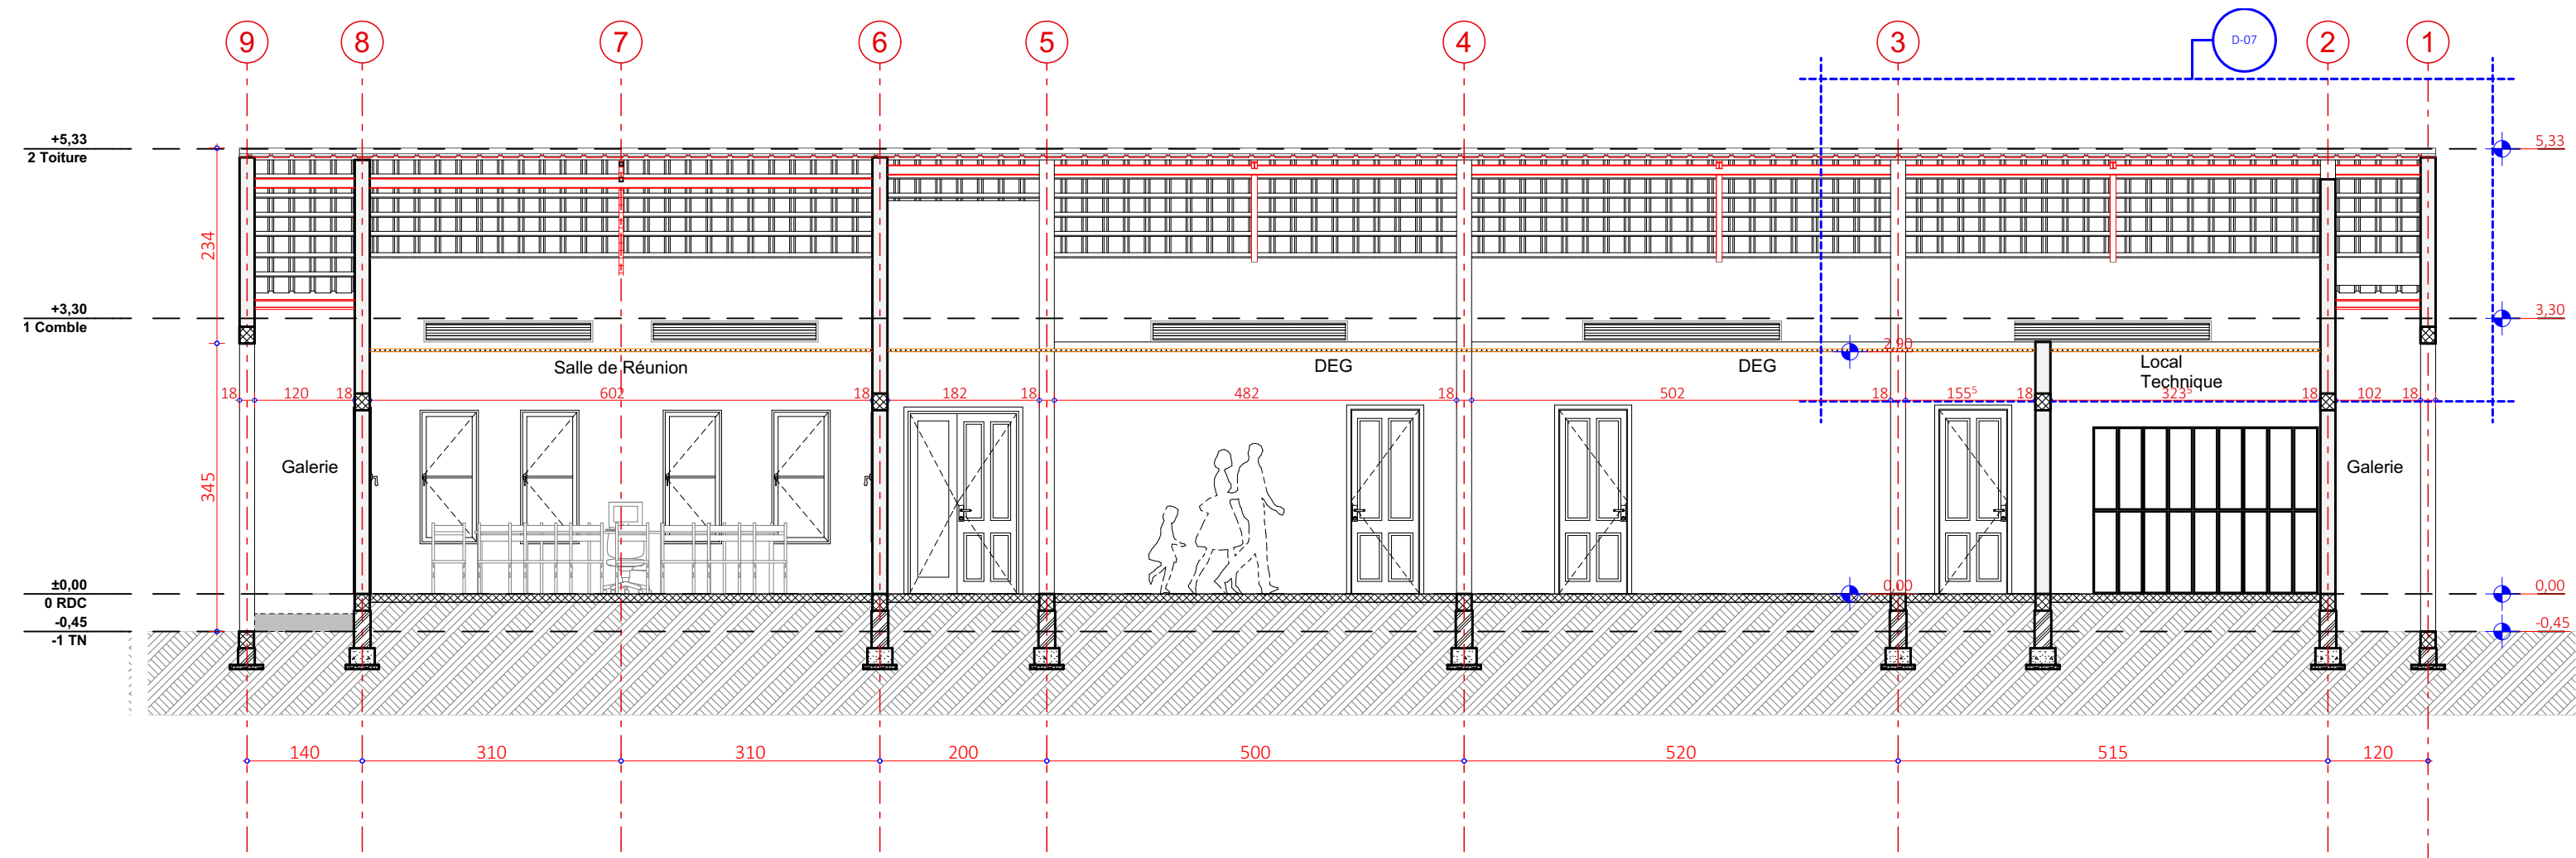 9 8 7 6 5 4 3 2 1
D-07
+5,33
2 Toiture
5,33
234
+3,30
1 Comble
3,30
2,90
Salle de Réunion
DEG
DEG
Local
Technique
18 120 18 602 18 182 18 482 18 502 18 155⁵ 18 323⁵ 18 102 18
Galerie
Galerie
345
±0,00
0 RDC
0,00
0,00
-0,45
-1 TN
-0,45
140 310 310 200 500 520 515 120